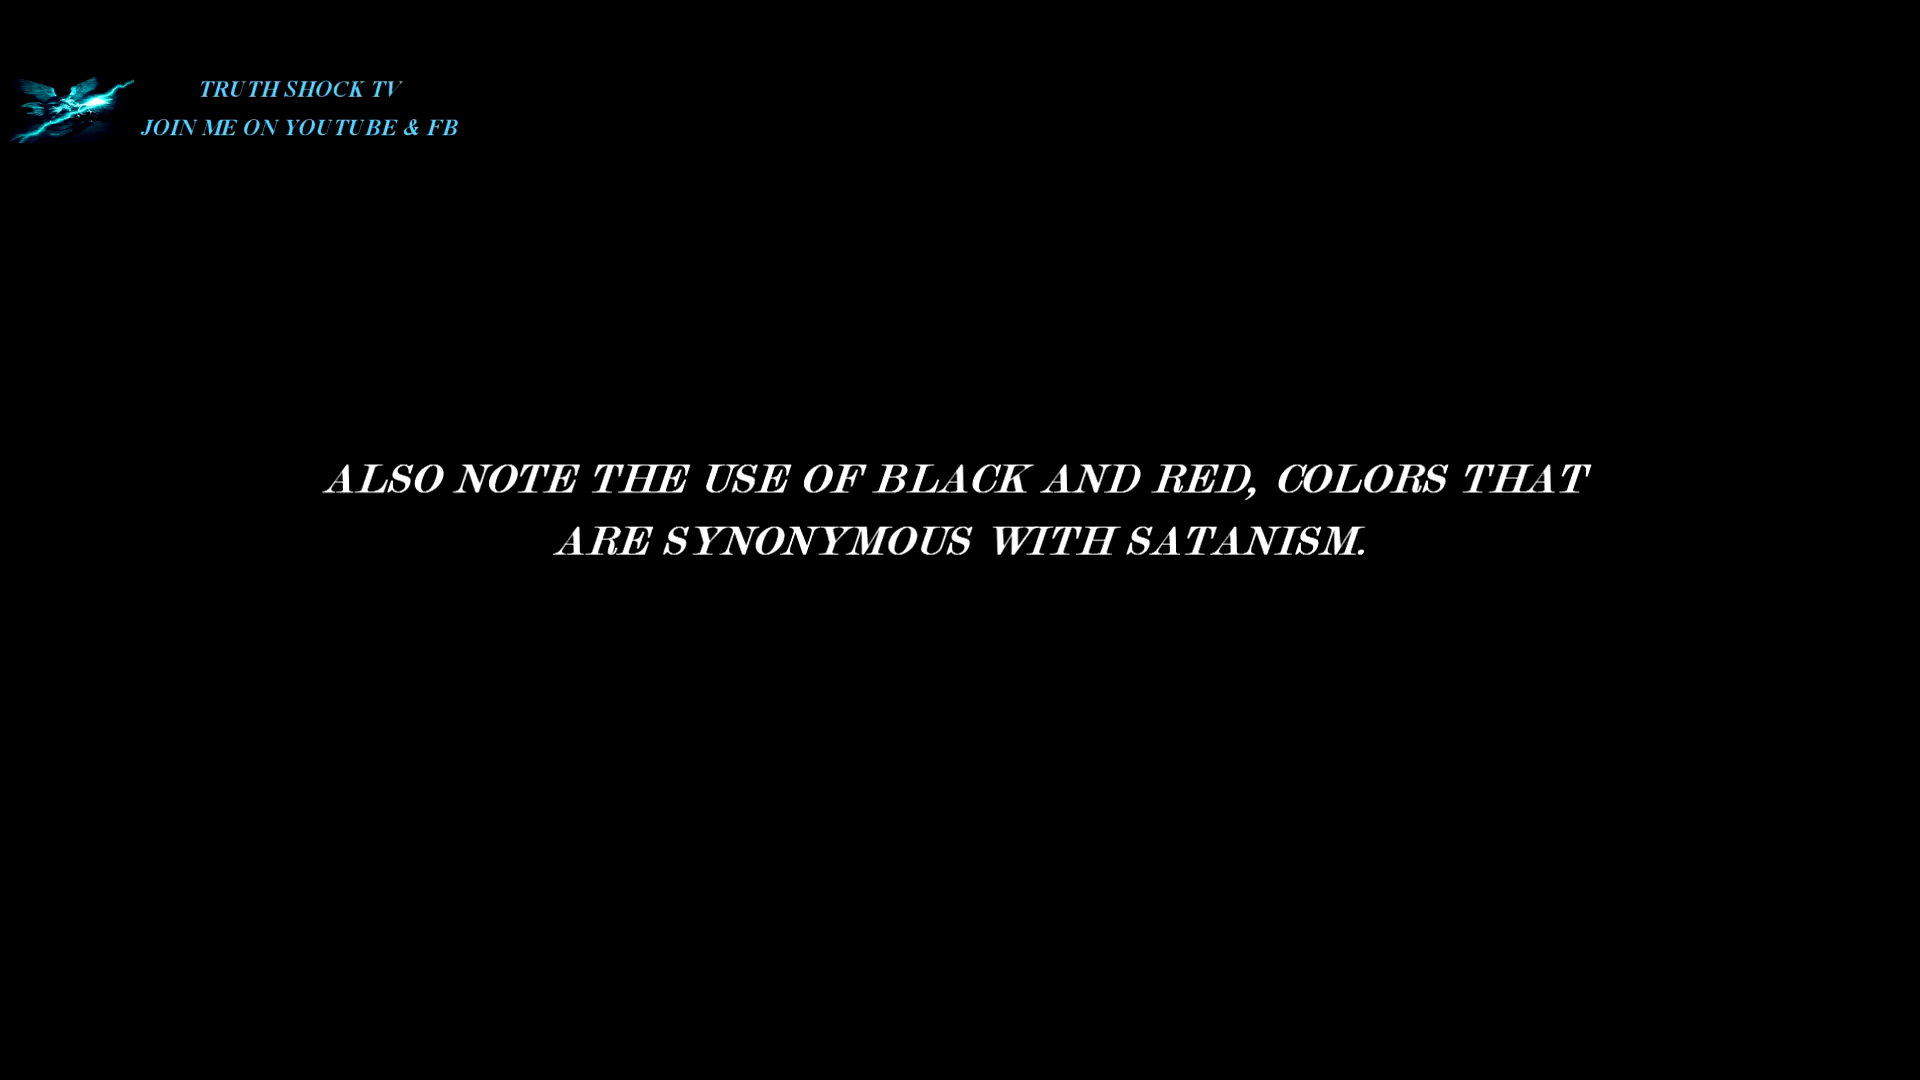 TRUTH SHOCK TV
JOIN ME ON YOUTUBE & FB
ALSO NOTE THE USE OF BLACK AND RED, COLORS THAT
ARE SYNONYMOUS WITH SATANISM.